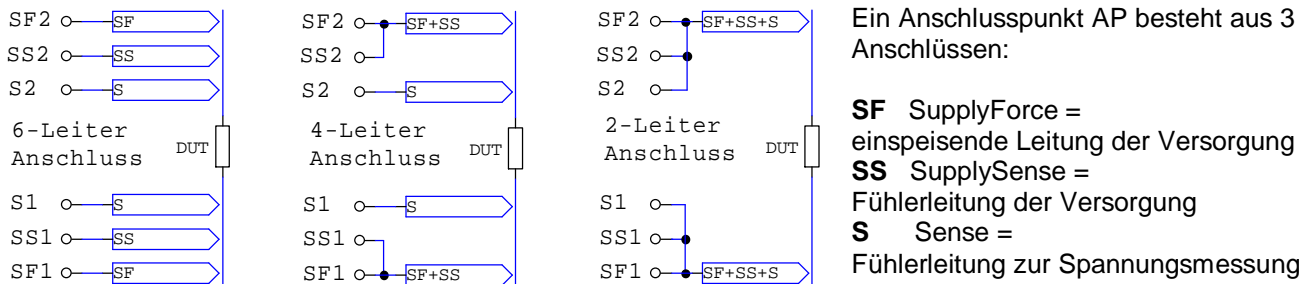 SF2 SF
SS2 SS
S2 S
6-Leiter
Anschluss DUT
S1 S
SS1 SS
SF1 SF
SF2 SF+SS
SS2
S2 S
4-Leiter
Anschluss DUT
S1 S
SS1
SF1 SF+SS
SF2 SF+SS+S
SS2
S2
2-Leiter
Anschluss DUT
S1
SS1
SF1 SF+SS+S
Ein Anschlusspunkt AP besteht aus 3
Anschlüssen:
SF SupplyForce =
einspeisende Leitung der Versorgung
SS SupplySense =
Fühlerleitung der Versorgung
S Sense =
Fühlerleitung zur Spannungsmessung